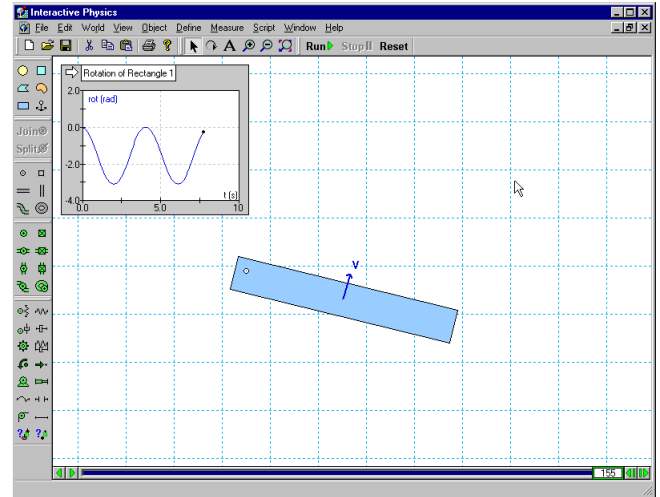 Interactive Physics
File Edit World View Object Define Measure Script Window Help
A Run Stop Reset
Join
Split
Rotation of Rectangle 1
rot (rad)
2.0
0.0
-2.0
-4.0
0.0 5.0 10
t (s)
V
155